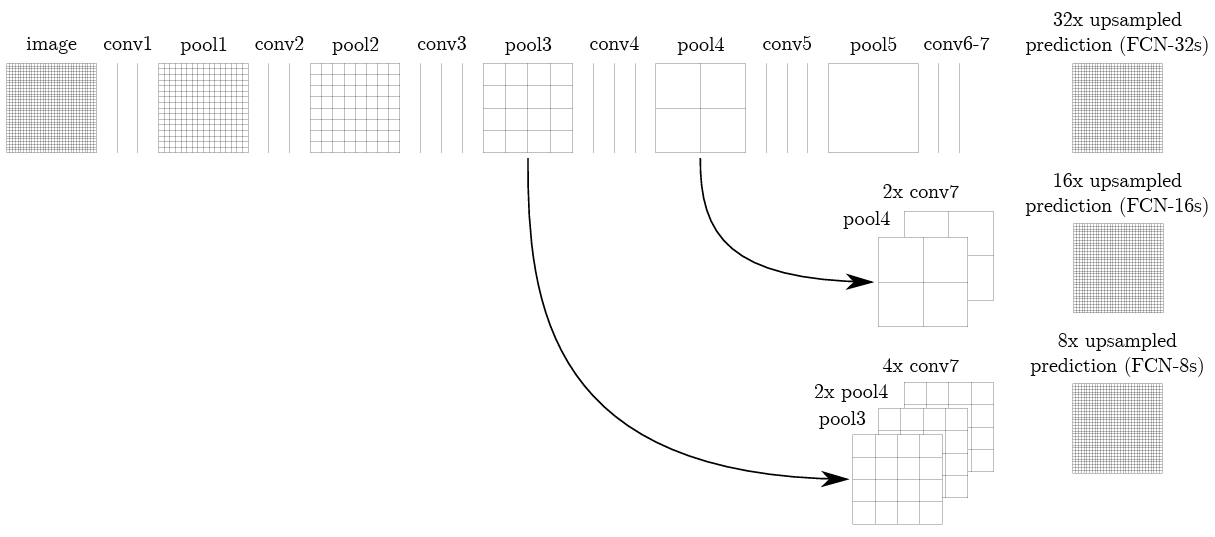 image conv1 pool1 conv2 pool2 conv3 pool3 conv4 pool4 conv5 pool5 conv6-7
32x upsampled
prediction (FCN-32s)
2x conv7
pool4
16x upsampled
prediction (FCN-16s)
4x conv7
2x pool4
pool3
8x upsampled
prediction (FCN-8s)